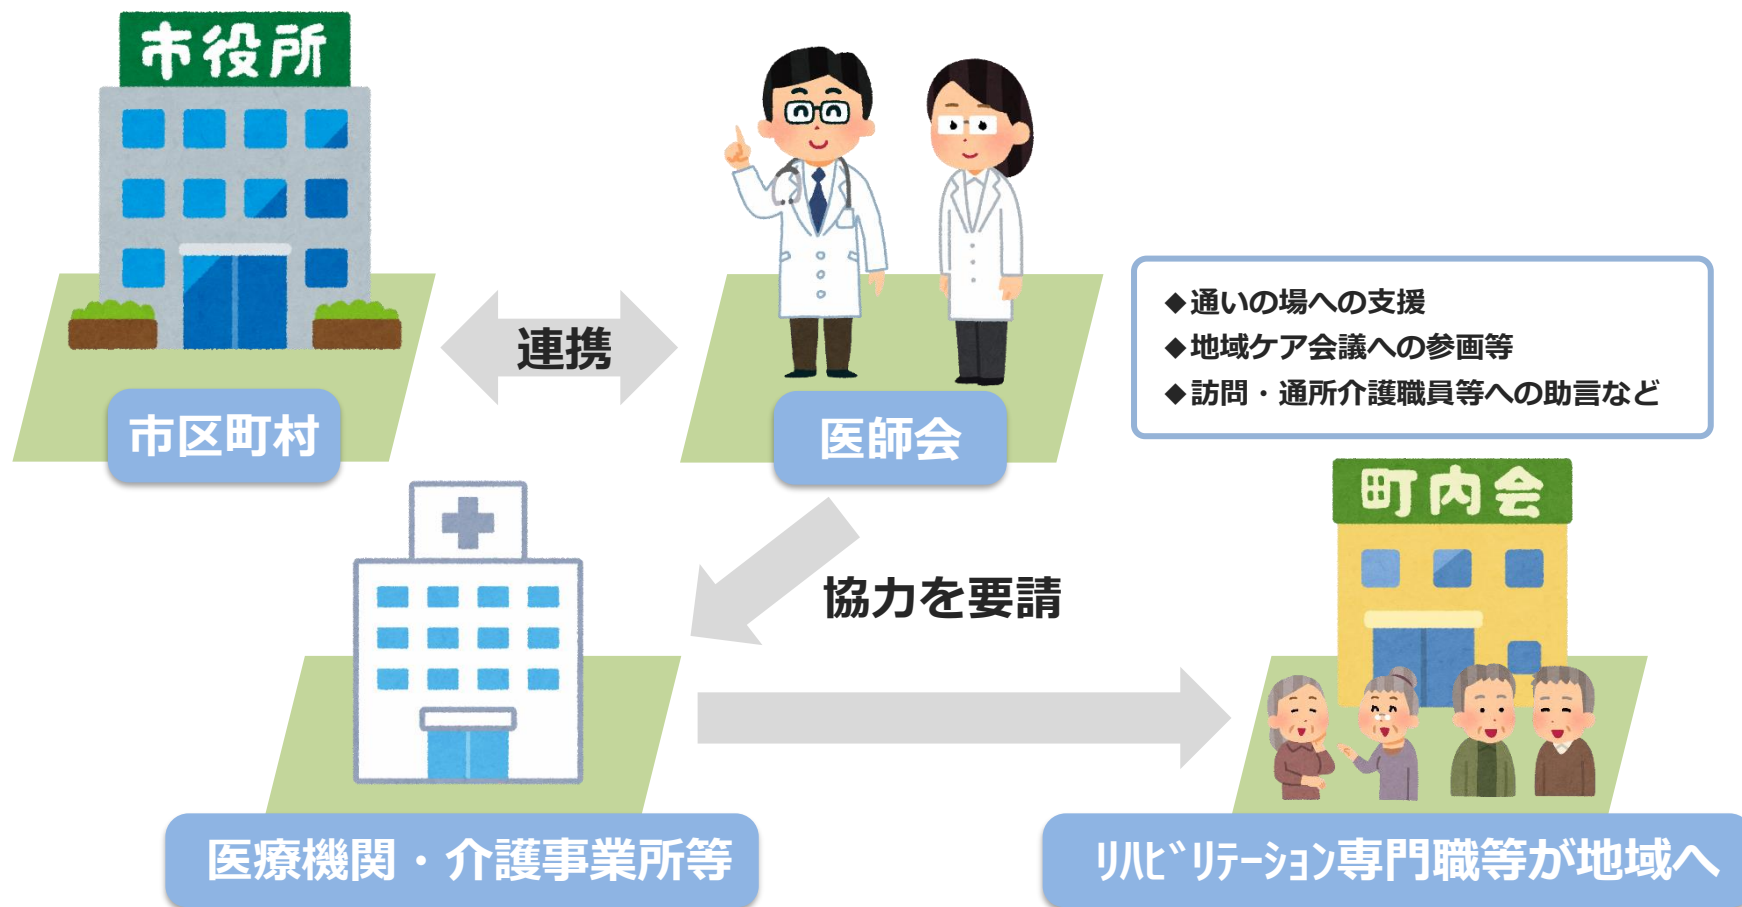 市役所
連携
市区町村
医師会
◆通いの場への支援
◆地域ケア会議への参画等
◆訪問・通所介護職員等への助言など
町内会
協力を要請
医療機関・介護事業所等
ﾘﾊﾋﾞﾘﾃｰｼｮﾝ専門職等が地域へ